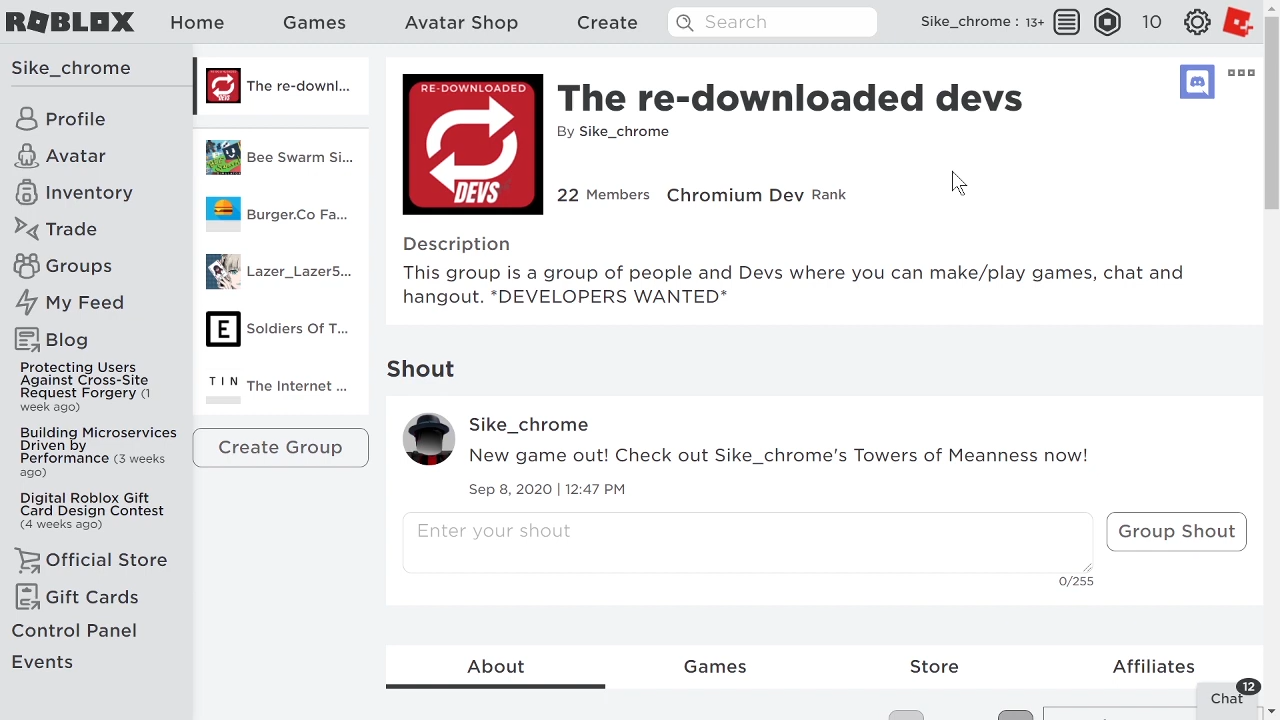 ROBLOX
Home
Games
Avatar Shop
Create
Search
Sike_chrome : 13+
10
Sike_chrome
Profile
Avatar
Inventory
Trade
Groups
My Feed
Blog
Protecting Users
Against Cross-Site
Request Forgery (1
week ago)
Building Microservices
Driven by
Performance (3 weeks
ago)
Digital Roblox Gift
Card Design Contest
(4 weeks ago)
Official Store
Gift Cards
Control Panel
Events
The re-downl...
Bee Swarm Si...
Burger.Co Fa...
Lazer_Lazer5...
E
Soldiers Of T...
T I N
The Internet ...
Create Group
RE-DOWNLOADED
DEVS
The re-downloaded devs
By Sike_chrome
22 Members
Chromium Dev Rank
Description
This group is a group of people and Devs where you can make/play games, chat and
hangout. *DEVELOPERS WANTED*
Shout
Sike_chrome
New game out! Check out Sike_chrome's Towers of Meanness now!
Sep 8, 2020 | 12:47 PM
Enter your shout
Group Shout
0/255
About
Games
Store
Affiliates
Chat
12